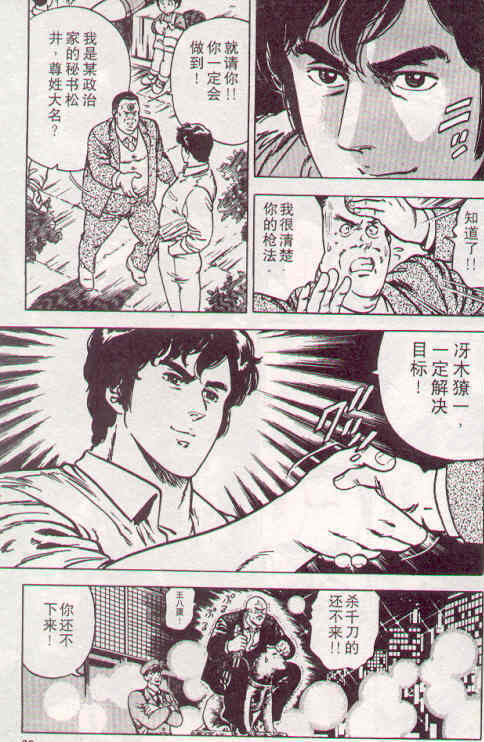 就请你!!
你一定会
做到！
我是某政治
家的秘书松
井，尊姓大名？
知道了!!
我很清楚
你的枪法
冴木獠一，
一定解决
目标！
杀千刀的
还不来!!
王八蛋！
你还不
下来！